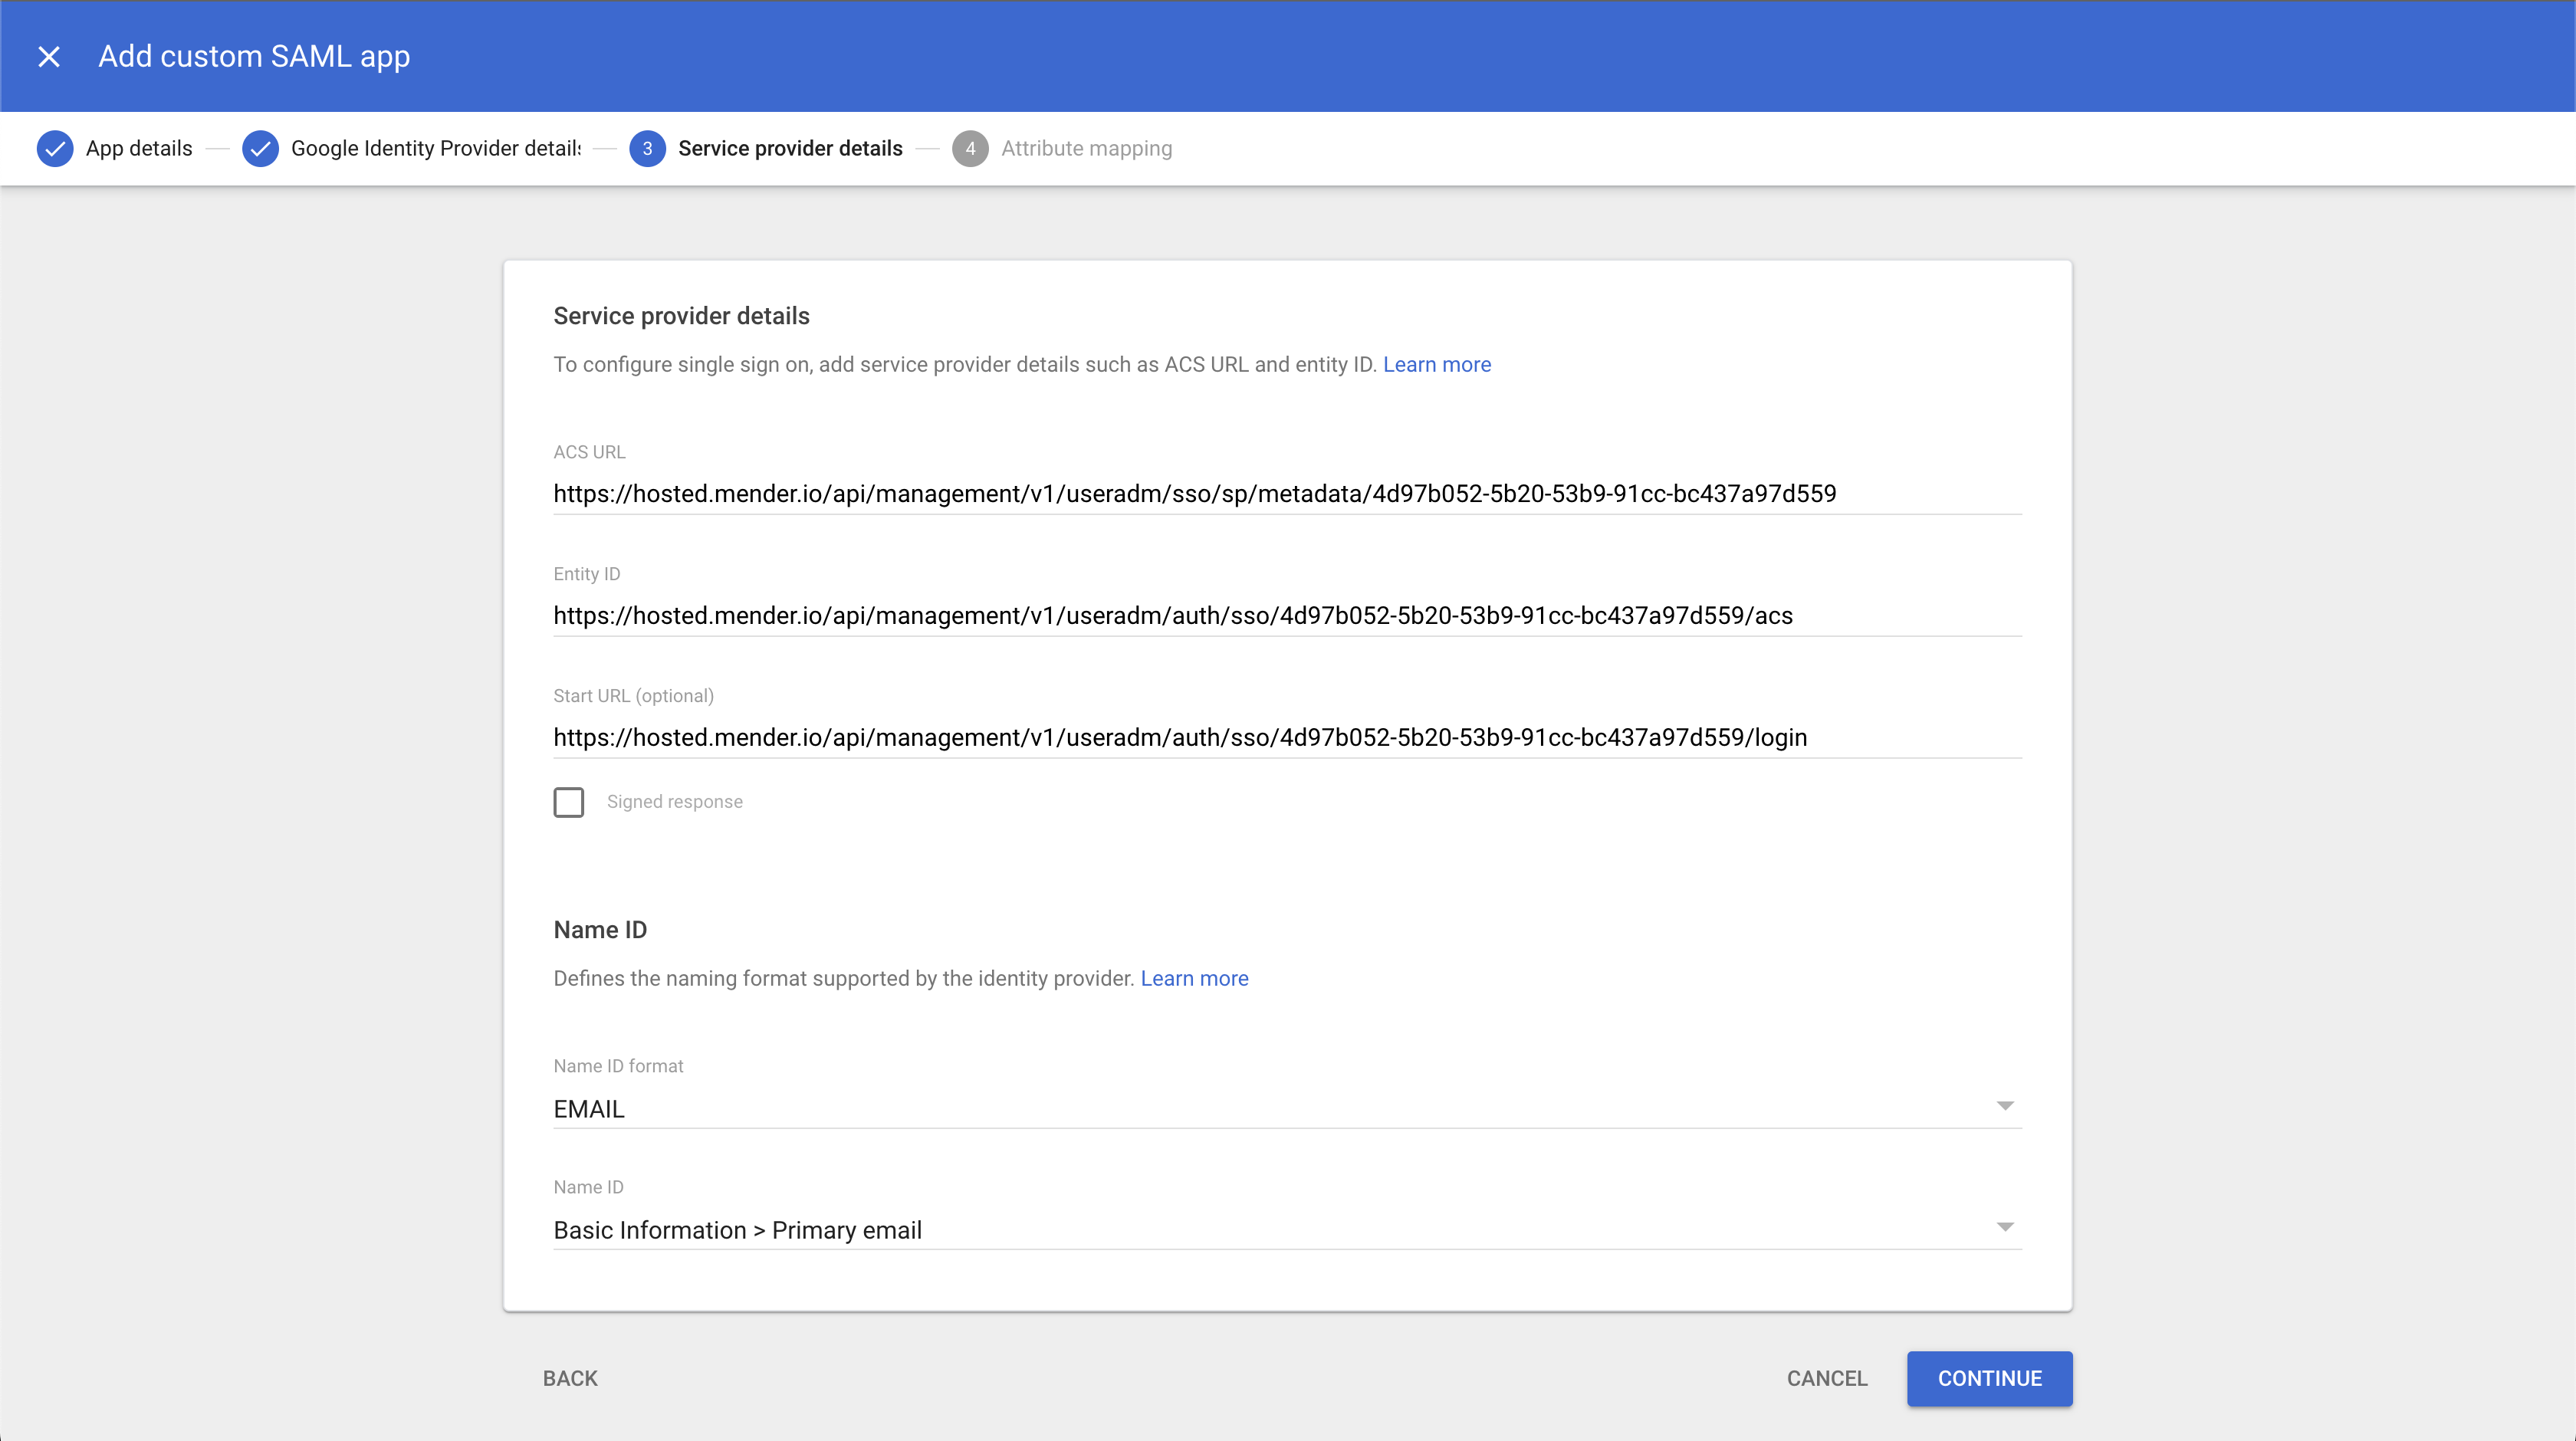 Add custom SAML app
App details
Google Identity Provider details
3 Service provider details
4 Attribute mapping
Service provider details
To configure single sign on, add service provider details such as ACS URL and entity ID. Learn more
ACS URL
https://hosted.mender.io/api/management/v1/useradm/sso/sp/metadata/4d97b052-5b20-53b9-91cc-bc437a97d559
Entity ID
https://hosted.mender.io/api/management/v1/useradm/auth/sso/4d97b052-5b20-53b9-91cc-bc437a97d559/acs
Start URL (optional)
https://hosted.mender.io/api/management/v1/useradm/auth/sso/4d97b052-5b20-53b9-91cc-bc437a97d559/login
Signed response
Name ID
Defines the naming format supported by the identity provider. Learn more
Name ID format
EMAIL
Name ID
Basic Information > Primary email
BACK
CANCEL
CONTINUE